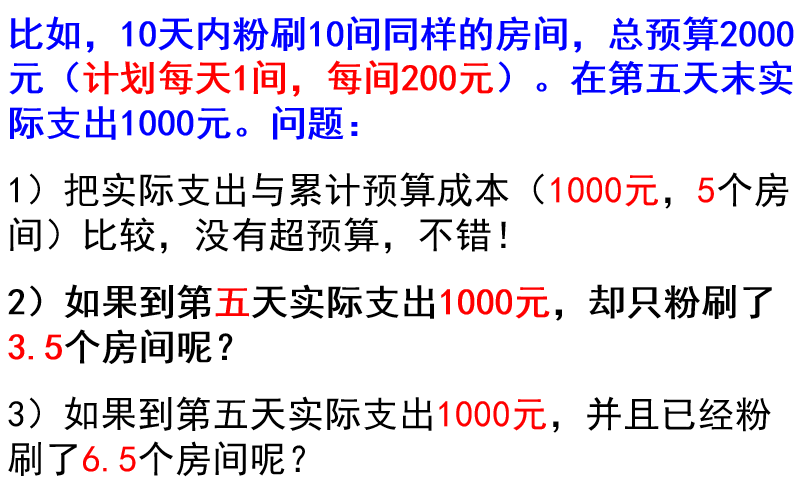 比如，10天内粉刷10间同样的房间，总预算2000
元（计划每天1间，每间200元）。在第五天末实
际支出1000元。问题：
1）把实际支出与累计预算成本（1000元，5个房
间）比较，没有超预算，不错！
2）如果到第五天实际支出1000元，却只粉刷了
3.5个房间呢？
3）如果到第五天实际支出1000元，并且已经粉
刷了6.5个房间呢？